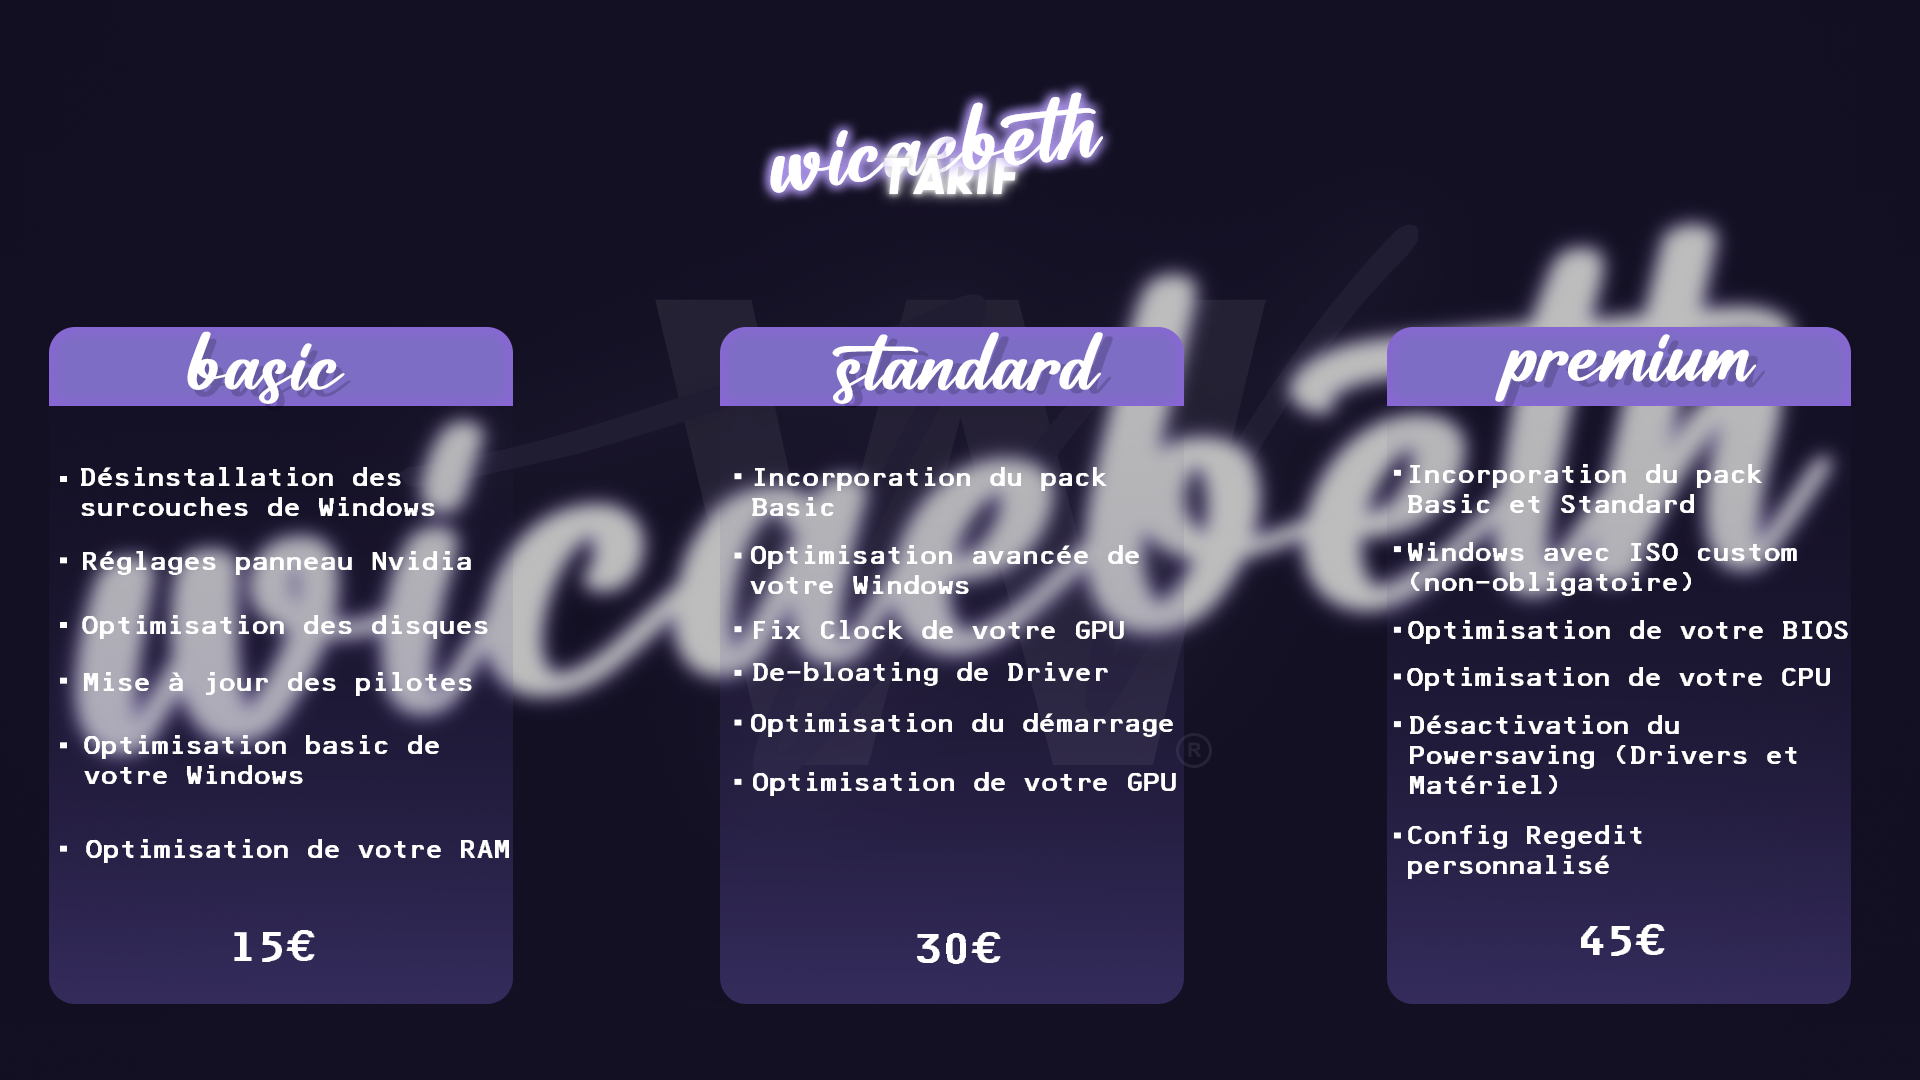 wicaebeth
TARIF
wicaebeth
W
®
basic
▪ Désinstallation des
surcouches de Windows
▪ Réglages panneau Nvidia
▪ Optimisation des disques
▪ Mise à jour des pilotes
▪ Optimisation basic de
votre Windows
▪ Optimisation de votre RAM
15€
standard
▪ Incorporation du pack
Basic
▪ Optimisation avancée de
votre Windows
▪ Fix Clock de votre GPU
▪ De-bloating de Driver
▪ Optimisation du démarrage
▪ Optimisation de votre GPU
30€
premium
▪ Incorporation du pack
Basic et Standard
▪ Windows avec ISO custom
(non-obligatoire)
▪ Optimisation de votre BIOS
▪ Optimisation de votre CPU
▪ Désactivation du
Powersaving (Drivers et
Matériel)
▪ Config Regedit
personnalisé
45€